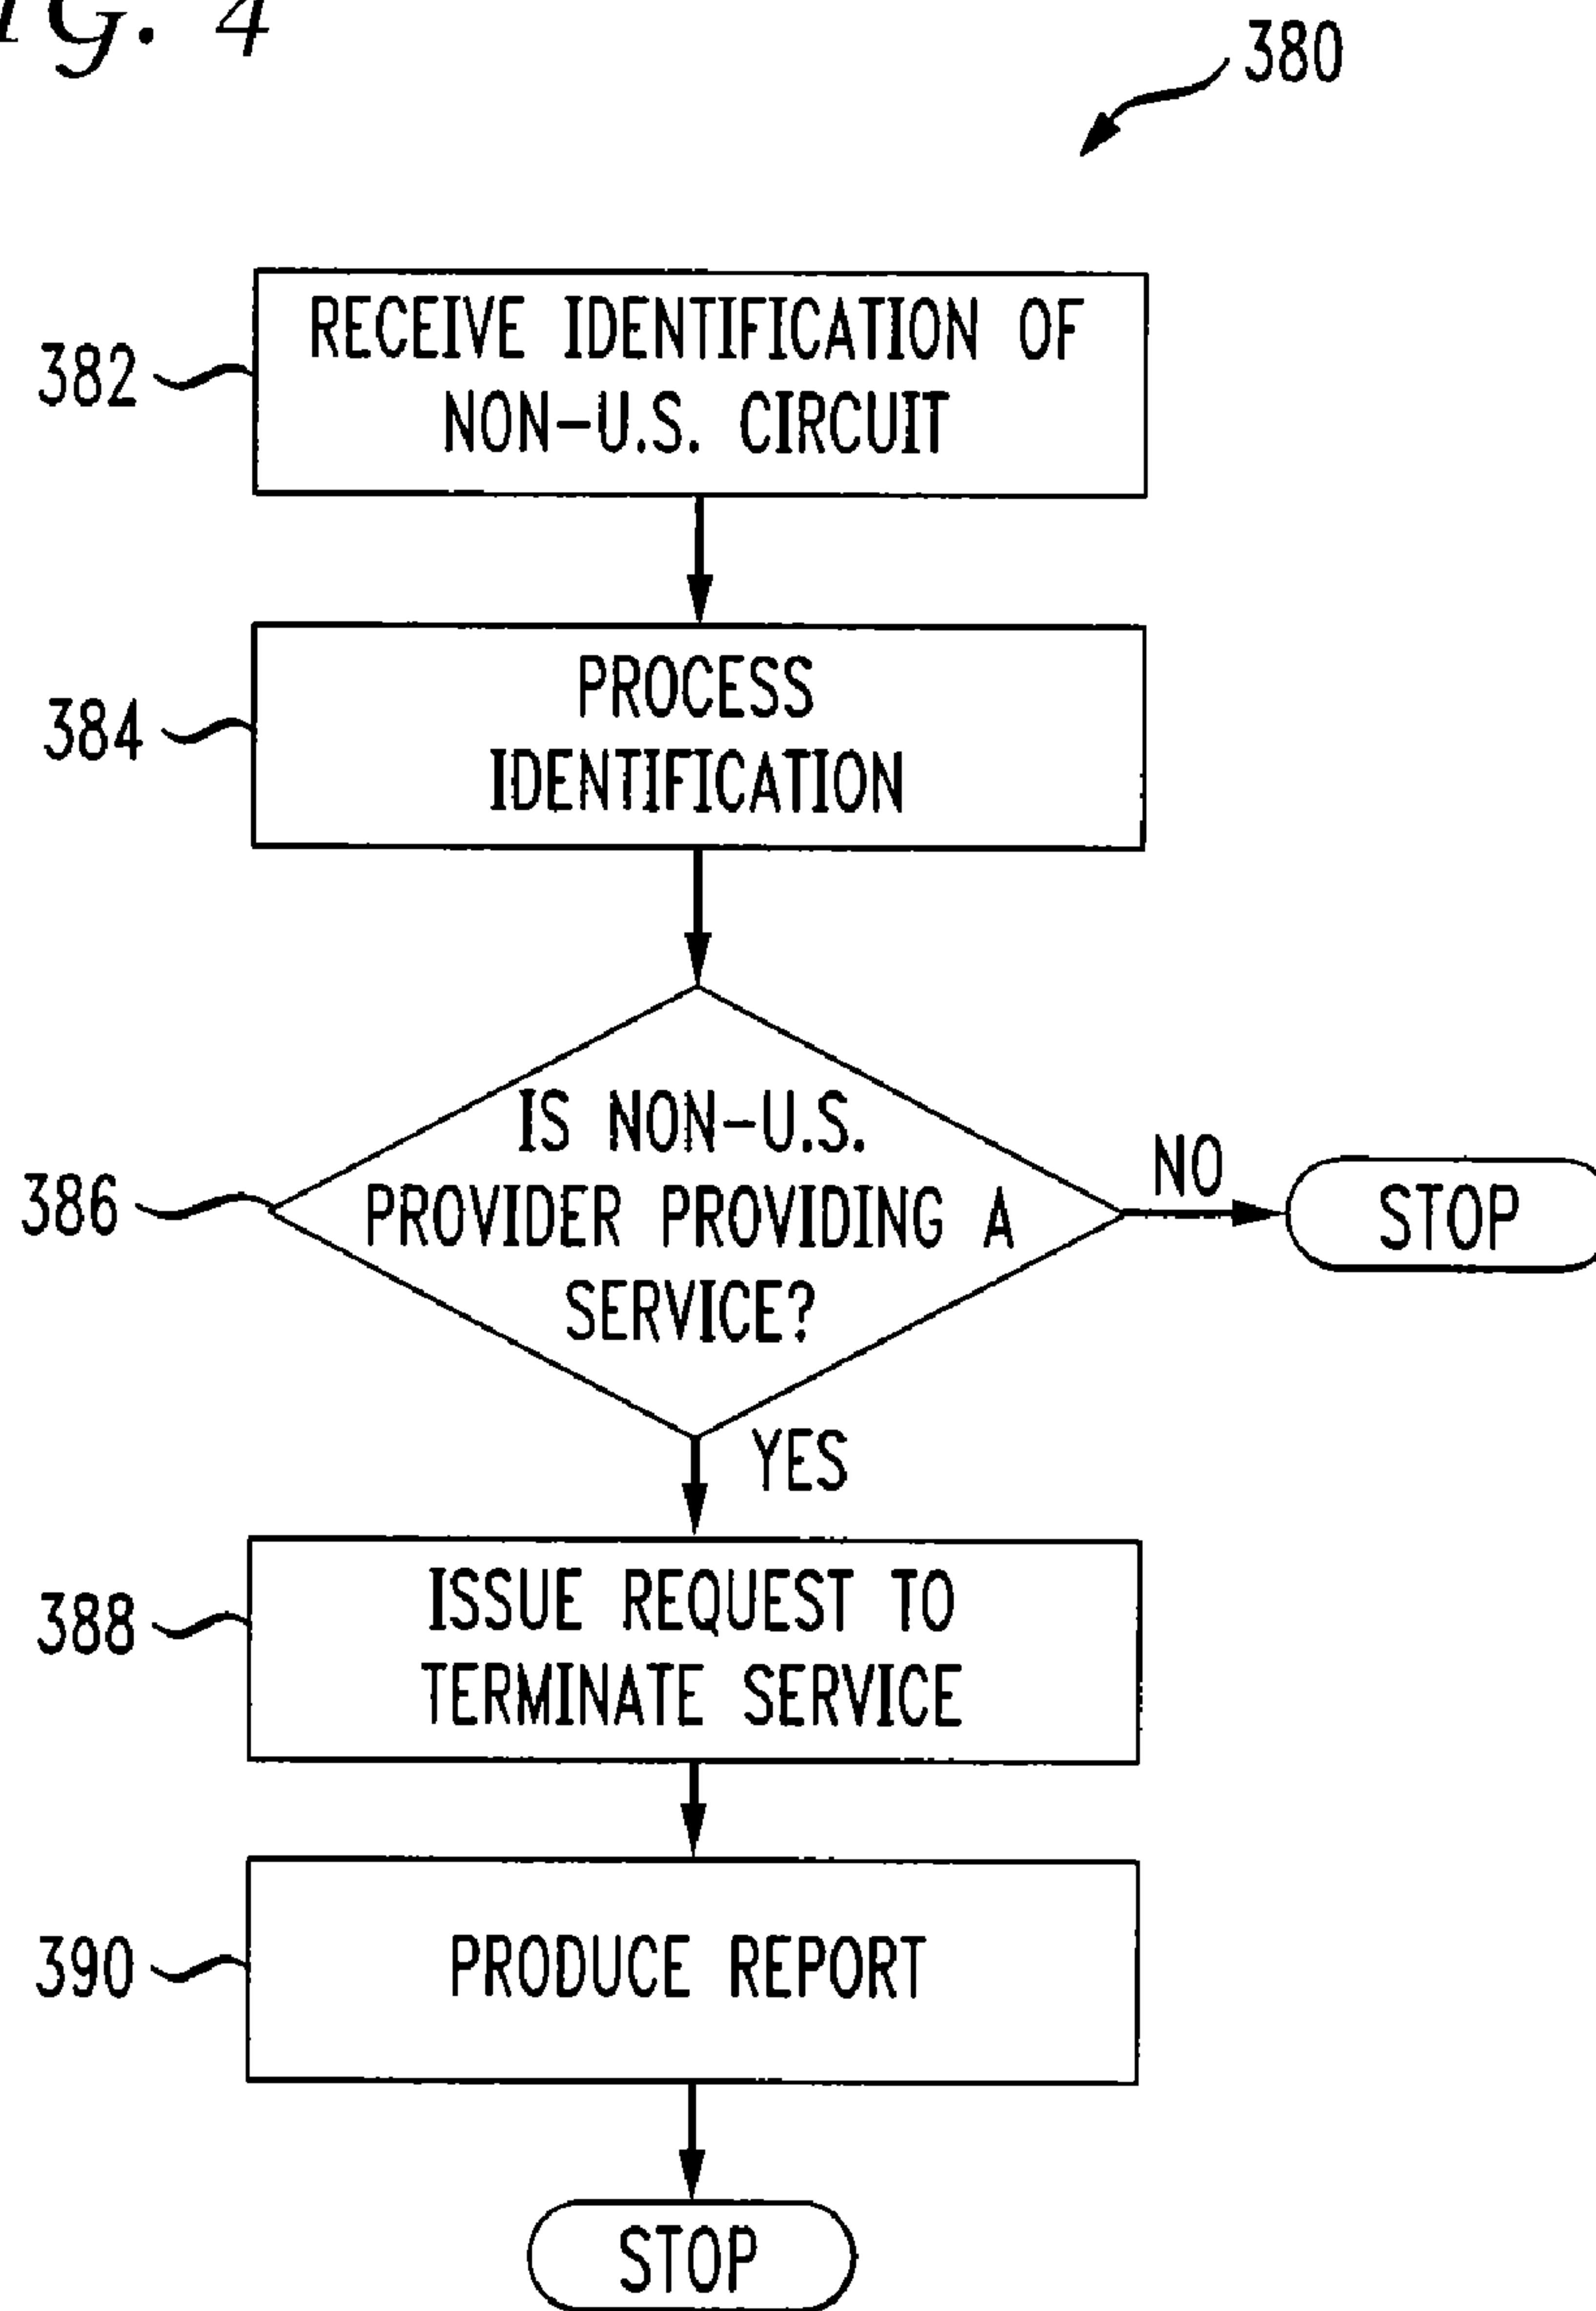 FIG. 4
380
382
RECEIVE IDENTIFICATION OF
NON-U.S. CIRCUIT
384
PROCESS
IDENTIFICATION
386
IS NON-U.S.
PROVIDER PROVIDING A
SERVICE?
NO
STOP
YES
388
ISSUE REQUEST TO
TERMINATE SERVICE
390
PRODUCE REPORT
STOP